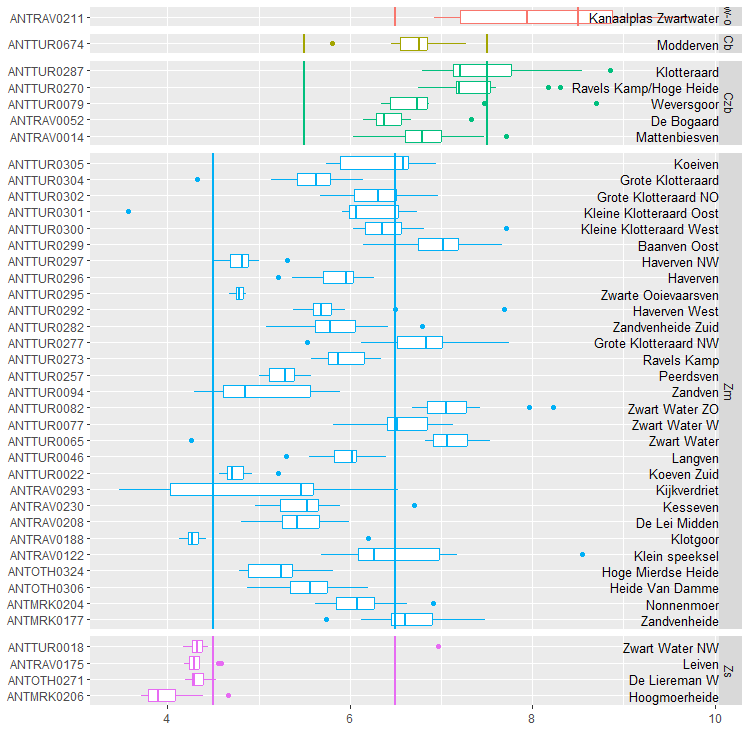 ANTRAV0211 Kanaalplas Zwartwater
ANTTUR0674 Modderven Cb
ANTTUR0287 Klotteraard
ANTTUR0270 Ravels Kamp/Hoge Heide
ANTTUR0079 Weversgoor Czb
ANTRAV0052 De Bogaard
ANTRAV0014 Mattenbiesven
ANTTUR0305 Koeiven
ANTTUR0304 Grote Klotteraard
ANTTUR0302 Grote Klotteraard NO
ANTTUR0301 Kleine Klotteraard Oost
ANTTUR0300 Kleine Klotteraard West
ANTTUR0299 Baanven Oost
ANTTUR0297 Haverven NW
ANTTUR0296 Haverven
ANTTUR0295 Zwarte Ooievaarsven
ANTTUR0292 Haverven West
ANTTUR0282 Zandvenheide Zuid
ANTTUR0277 Grote Klotteraard NW
ANTTUR0273 Ravels Kamp
ANTTUR0257 Peerdsven
ANTTUR0094 Zandven Zm
ANTTUR0082 Zwart Water ZO
ANTTUR0077 Zwart Water W
ANTTUR0065 Zwart Water
ANTTUR0046 Langven
ANTTUR0022 Koeven Zuid
ANTRAV0293 Kijkverdriet
ANTRAV0230 Kesseven
ANTRAV0208 De Lei Midden
ANTRAV0188 Klotgoor
ANTRAV0122 Klein speeksel
ANTOTH0324 Hoge Mierdse Heide
ANTOTH0306 Heide Van Damme
ANTMRK0204 Nonnenmoer
ANTMRK0177 Zandvenheide
ANTTUR0018 Zwart Water NW
ANTRAV0175 Leiven Zs
ANTOTH0271 De Liereman W
ANTMRK0206 Hoogmoerheide
4 6 8 10